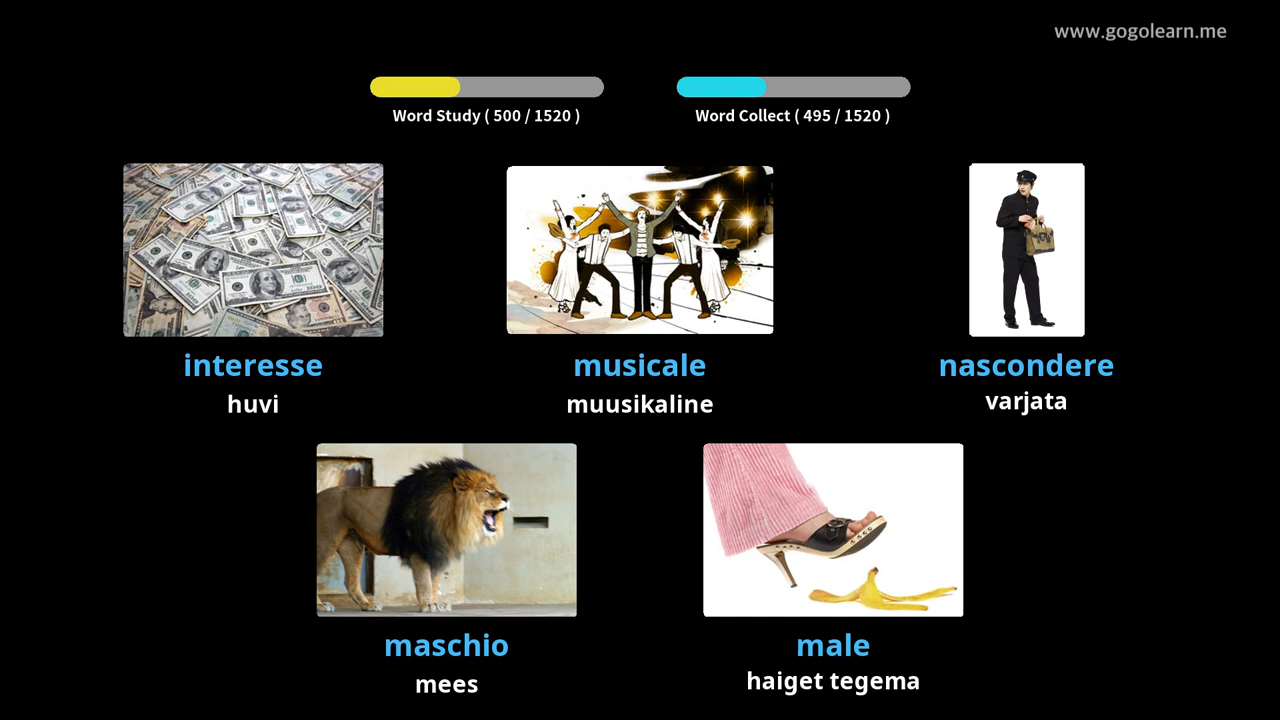 www.gogolearn.me
Word Study ( 500 / 1520 )
Word Collect ( 495 / 1520 )
interesse
huvi
musicale
muusikaline
nascondere
varjata
maschio
mees
male
haiget tegema